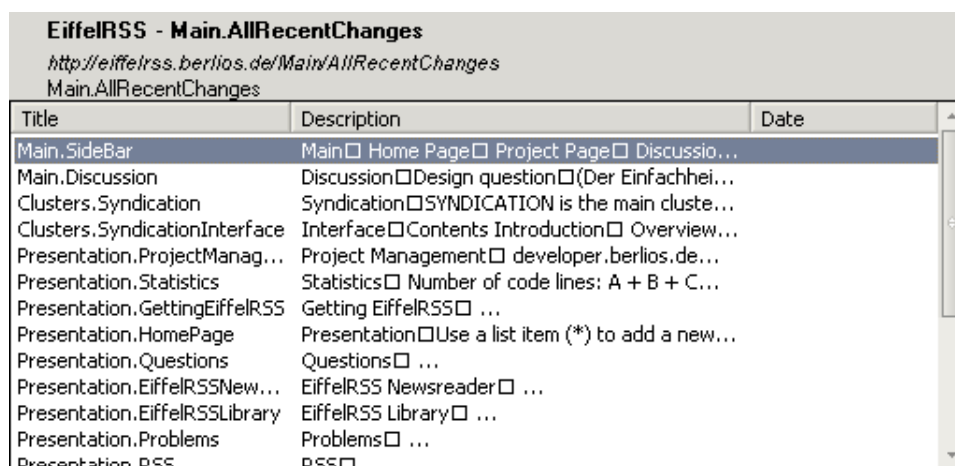 EiffelRSS - Main.AllRecentChanges
http://eiffelrss.berlios.de/Main/AllRecentChanges
Main.AllRecentChanges
Title Description Date
Main.SideBar Main□ Home Page□ Project Page□ Discussio...
Main.Discussion Discussion□Design question□(Der Einfachhei...
Clusters.Syndication Syndication□SYNDICATION is the main cluste...
Clusters.SyndicationInterface Interface□Contents Introduction□ Overview...
Presentation.ProjectManag... Project Management□ developer.berlios.de...
Presentation.Statistics Statistics□ Number of code lines: A + B + C...
Presentation.GettingEiffelRSS Getting EiffelRSS□ ...
Presentation.HomePage Presentation□Use a list item (*) to add a new...
Presentation.Questions Questions□ ...
Presentation.EiffelRSSNew... EiffelRSS Newsreader□ ...
Presentation.EiffelRSSLibrary EiffelRSS Library□ ...
Presentation.Problems Problems□ ...
Presentation.RSS RSS□